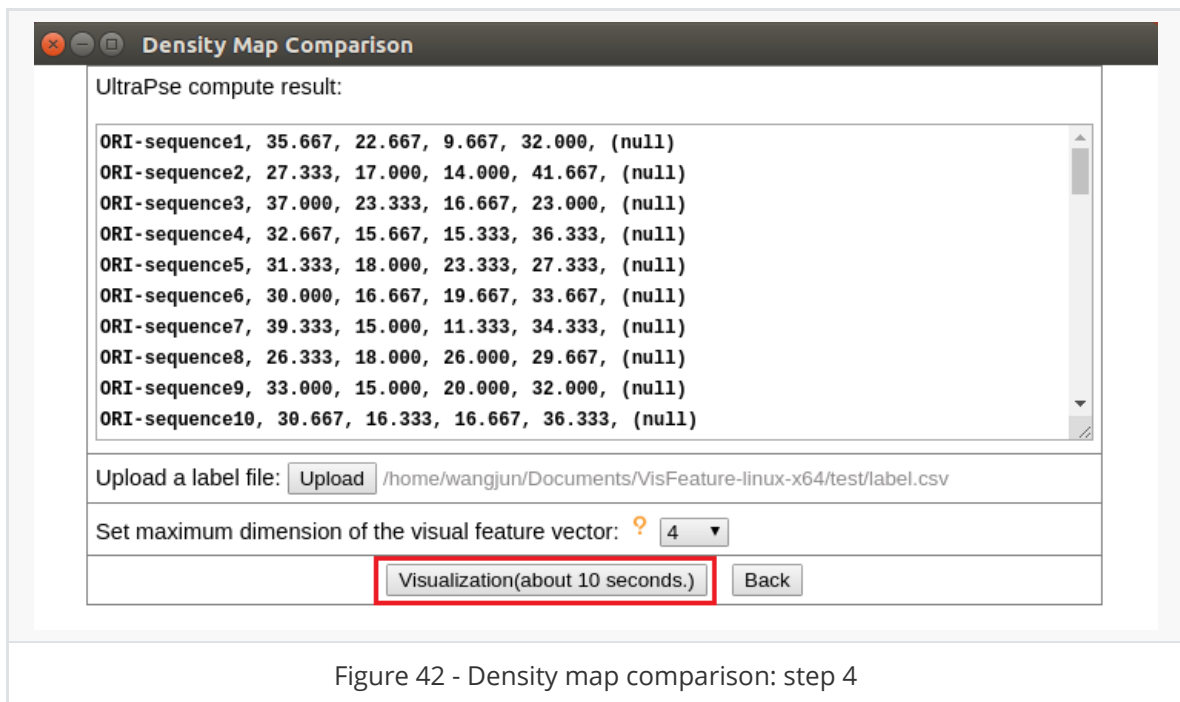 Density Map Comparison
UltraPse compute result:
ORI-sequence1, 35.667, 22.667, 9.667, 32.000, (null)
ORI-sequence2, 27.333, 17.000, 14.000, 41.667, (null)
ORI-sequence3, 37.000, 23.333, 16.667, 23.000, (null)
ORI-sequence4, 32.667, 15.667, 15.333, 36.333, (null)
ORI-sequence5, 31.333, 18.000, 23.333, 27.333, (null)
ORI-sequence6, 30.000, 16.667, 19.667, 33.667, (null)
ORI-sequence7, 39.333, 15.000, 11.333, 34.333, (null)
ORI-sequence8, 26.333, 18.000, 26.000, 29.667, (null)
ORI-sequence9, 33.000, 15.000, 20.000, 32.000, (null)
ORI-sequence10, 30.667, 16.333, 16.667, 36.333, (null)
Upload a label file: Upload /home/wangjun/Documents/VisFeature-linux-x64/test/label.csv
Set maximum dimension of the visual feature vector: ? 4
Visualization(about 10 seconds.) Back
Figure 42 - Density map comparison: step 4